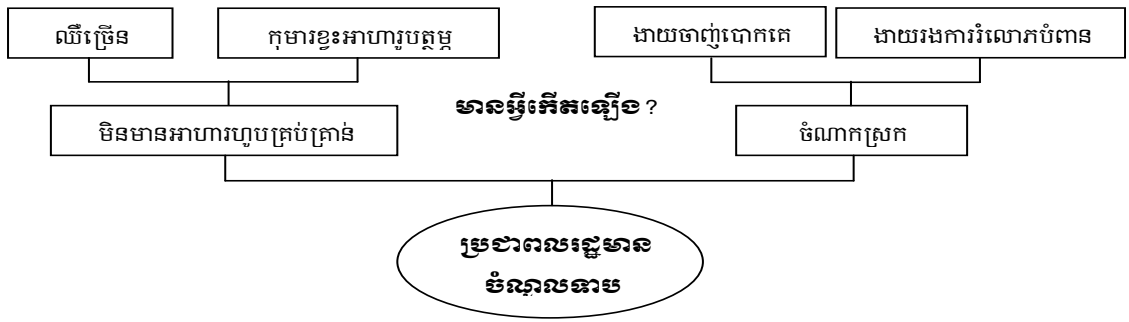 ឈឺច្រើន
កុមារខ្វះអាហារូបត្ថម្ភ
ងាយចាញ់បោកគេ
ងាយរងការរំលោភបំពាន
មានអ្វីកើតឡើង?
មិនមានអាហារហូបគ្រប់គ្រាន់
ចំណាកស្រុក
ប្រជាពលរដ្ឋមាន
ចំណូលទាប